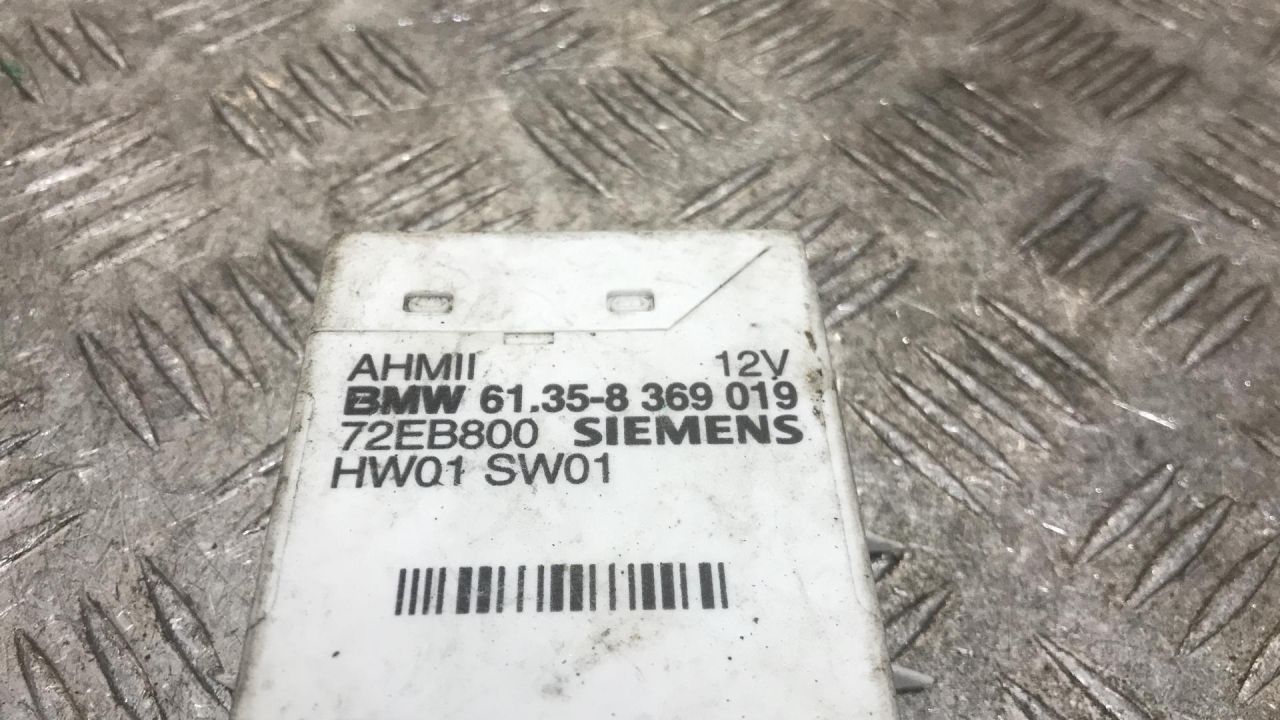 AHMII 12V
BMW 61.35-8 369 019
72EB800 SIEMENS
HW01 SW01